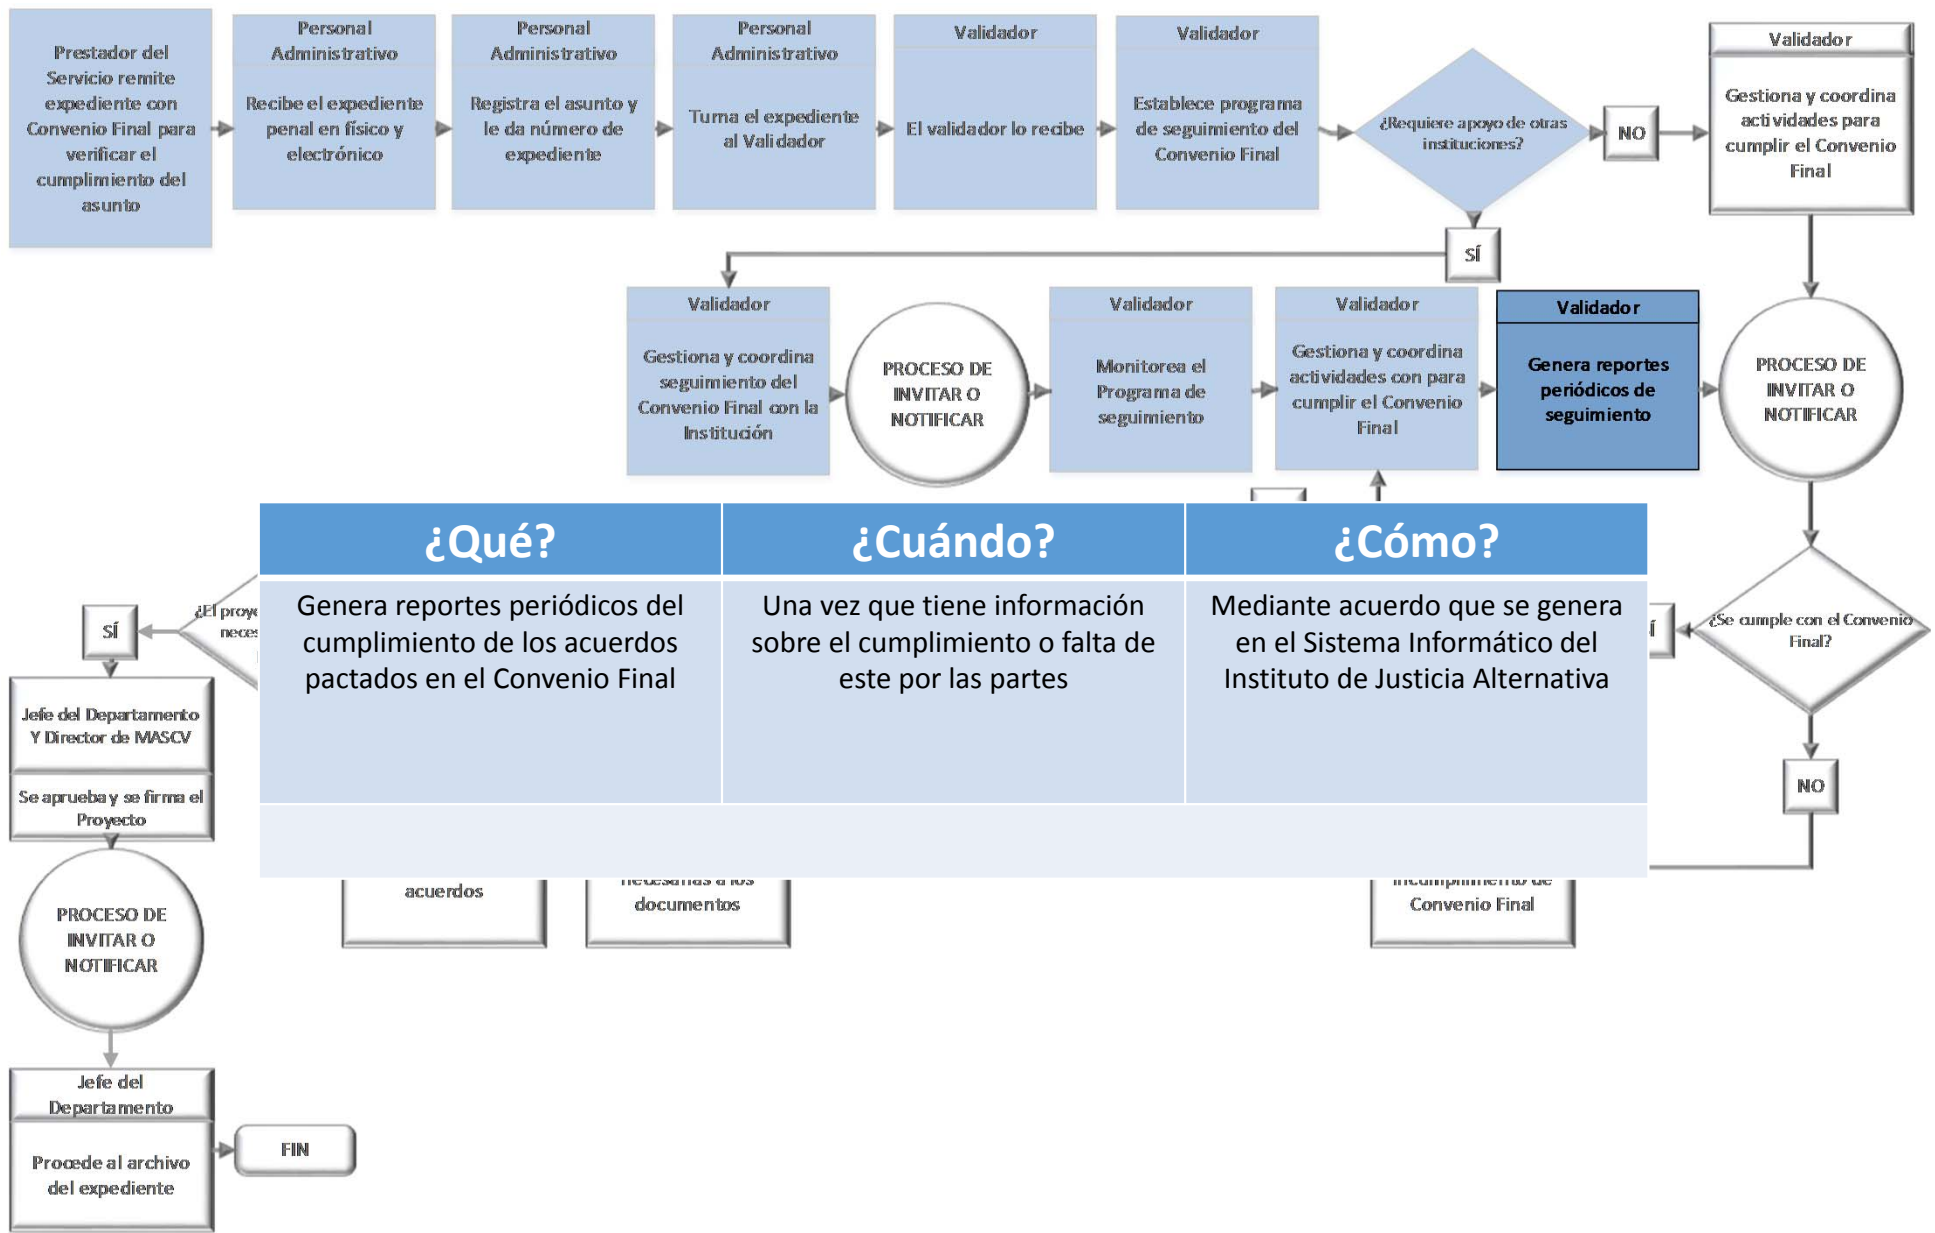 Prestador del
Servicio remite
expediente con
Convenio Final para
verificar el
cumplimiento del
asunto
Personal
Administrativo
Recibe el expediente
penal en físico y
electrónico
Personal
Administrativo
Registra el asunto y
le da número de
expediente
Personal
Administrativo
Turna el expediente
al Validador
Validador
El validador lo recibe
Validador
Establece programa
de seguimiento del
Convenio Final
¿Requiere apoyo de otras
instituciones?
NO
Validador
Gestiona y coordina
actividades para
cumplir el Convenio
Final
SÍ
Validador
Gestiona y coordina
seguimiento del
Convenio Final con la
Institución
PROCESO DE
INVITAR O
NOTIFICAR
Validador
Monitorea el
Programa de
seguimiento
Validador
Gestiona y coordina
actividades con para
cumplir el Convenio
Final
Validador
Genera reportes
periódicos de
seguimiento
PROCESO DE
INVITAR O
NOTIFICAR
¿Qué?
¿Cuándo?
¿Cómo?
Genera reportes periódicos del
cumplimiento de los acuerdos
pactados en el Convenio Final
Una vez que tiene información
sobre el cumplimiento o falta de
este por las partes
Mediante acuerdo que se genera
en el Sistema Informático del
Instituto de Justicia Alternativa
¿Se cumple con el Convenio
Final?
NO
SÍ
¿El
Jefe del Departamento
Y Director de MASCV
Se aprueba y se firma el
Proyecto
acuerdos
necesarias a los
documentos
incumplimiento de
Convenio Final
PROCESO DE
INVITAR O
NOTIFICAR
Jefe del
Departamento
Procede al archivo
del expediente
FIN